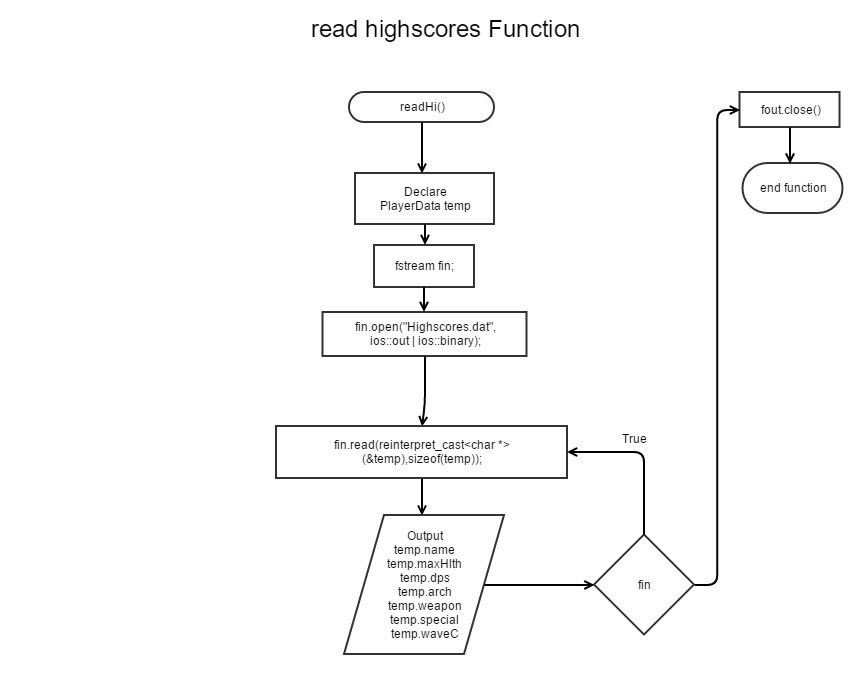 read highscores Function
readHi()
Declare
PlayerData temp
fstream fin;
fin.open("Highscores.dat",
ios::out | ios::binary);
fin.read(reinterpret_cast<char *>
(&temp),sizeof(temp));
Output
temp.name
temp.maxHlth
temp.dps
temp.arch
temp.weapon
temp.special
temp.waveC
fin
True
fout.close()
end function